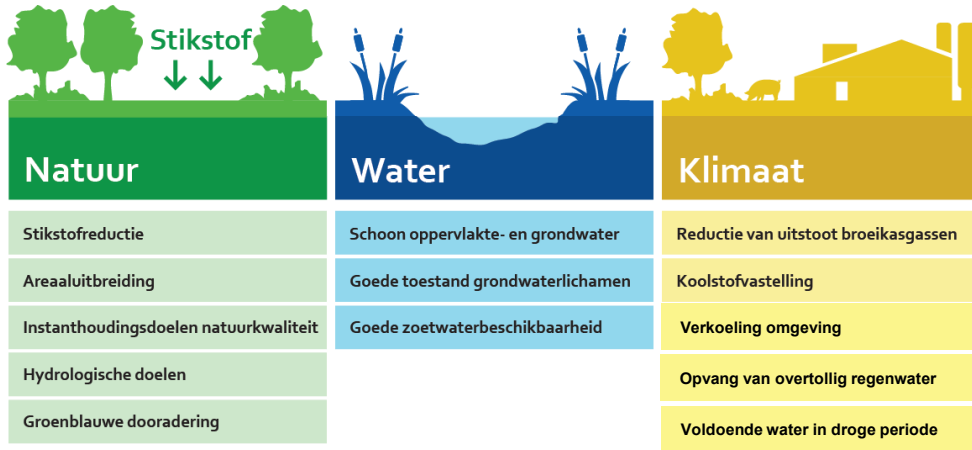 Stikstof
Natuur
Stikstofreductie
Areaaluitbreiding
Instanthoudingsdoelen natuurkwaliteit
Hydrologische doelen
Groenblauwe dooradering
Water
Schoon oppervlakte- en grondwater
Goede toestand grondwaterlichamen
Goede zoetwaterbeschikbaarheid
Klimaat
Reductie van uitstoot broeikasgassen
Koolstofvastelling
Verkoeling omgeving
Opvang van overtollig regenwater
Voldoende water in droge periode